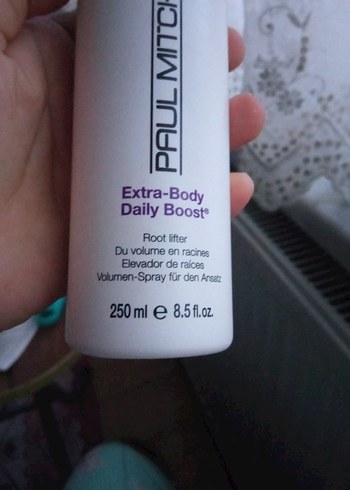 PAUL MITCH
Extra-Body
Daily Boost®
Root lifter
Du volume en racines
Elevador de raíces
Volumen-Spray für den Ansatz
250 ml e 8.5 fl.oz.